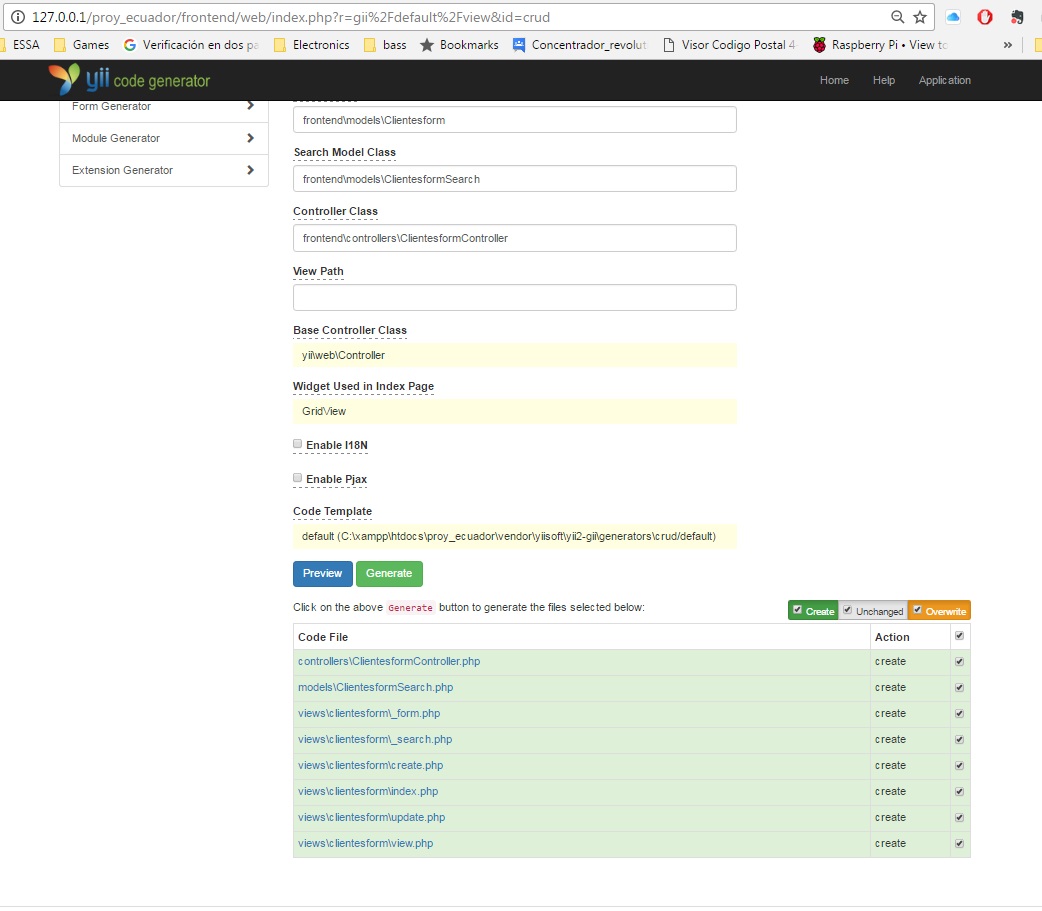 127.0.0.1/proy_ecuador/frontend/web/index.php?r=gii%2Fdefault%2Fview&id=crud
ESSA Games G Verificación en dos pa Electronics bass Bookmarks Concentrador_revolut Visor Codigo Postal 4 Raspberry Pi • View to »
yii code generator Home Help Application
Form Generator
Module Generator
Extension Generator
frontend\models\Clientesform
Search Model Class
frontend\models\ClientesformSearch
Controller Class
frontend\controllers\ClientesformController
View Path
Base Controller Class
yii\web\Controller
Widget Used in Index Page
GridView
Enable I18N
Enable Pjax
Code Template
default (C:\xampp\htdocs\proy_ecuador\vendor\yiisoft\yii2-gii\generators\crud/default)
Preview Generate
Click on the above Generate button to generate the files selected below:
Create Unchanged Overwrite
Code File Action
controllers\ClientesformController.php create
models\ClientesformSearch.php create
views\clientesform\_form.php create
views\clientesform\_search.php create
views\clientesform\create.php create
views\clientesform\index.php create
views\clientesform\update.php create
views\clientesform\view.php create